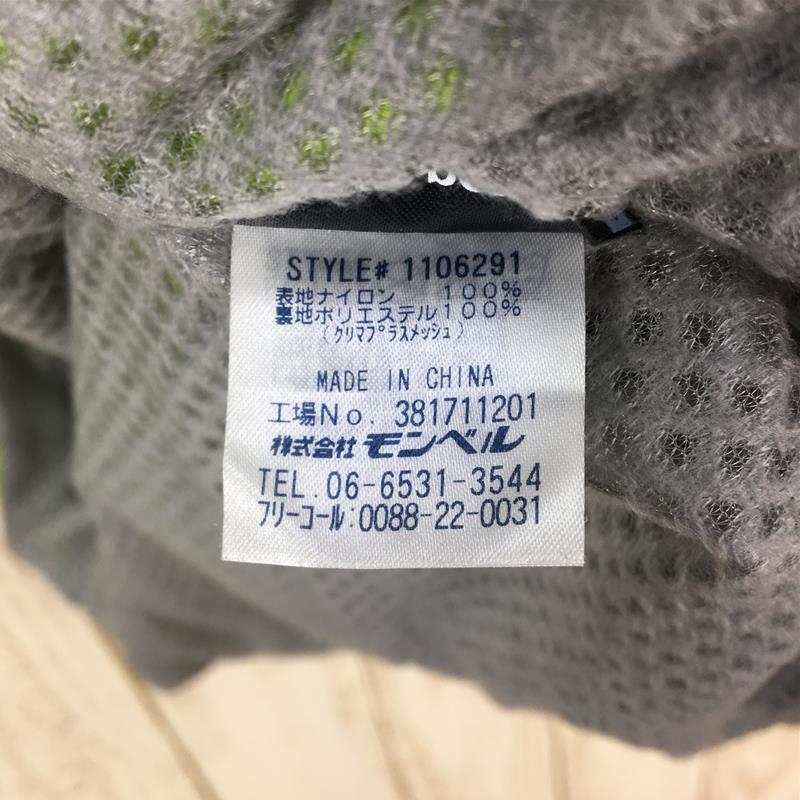 STYLE# 1106291
表地ナイロン 100%
裏地ポリエステル100%
(クリマプラスメッシュ)
MADE IN CHINA
工場No. 381711201
株式会社 モンベル
TEL. 06-6531-3544
フリーコール:0088-22-0031